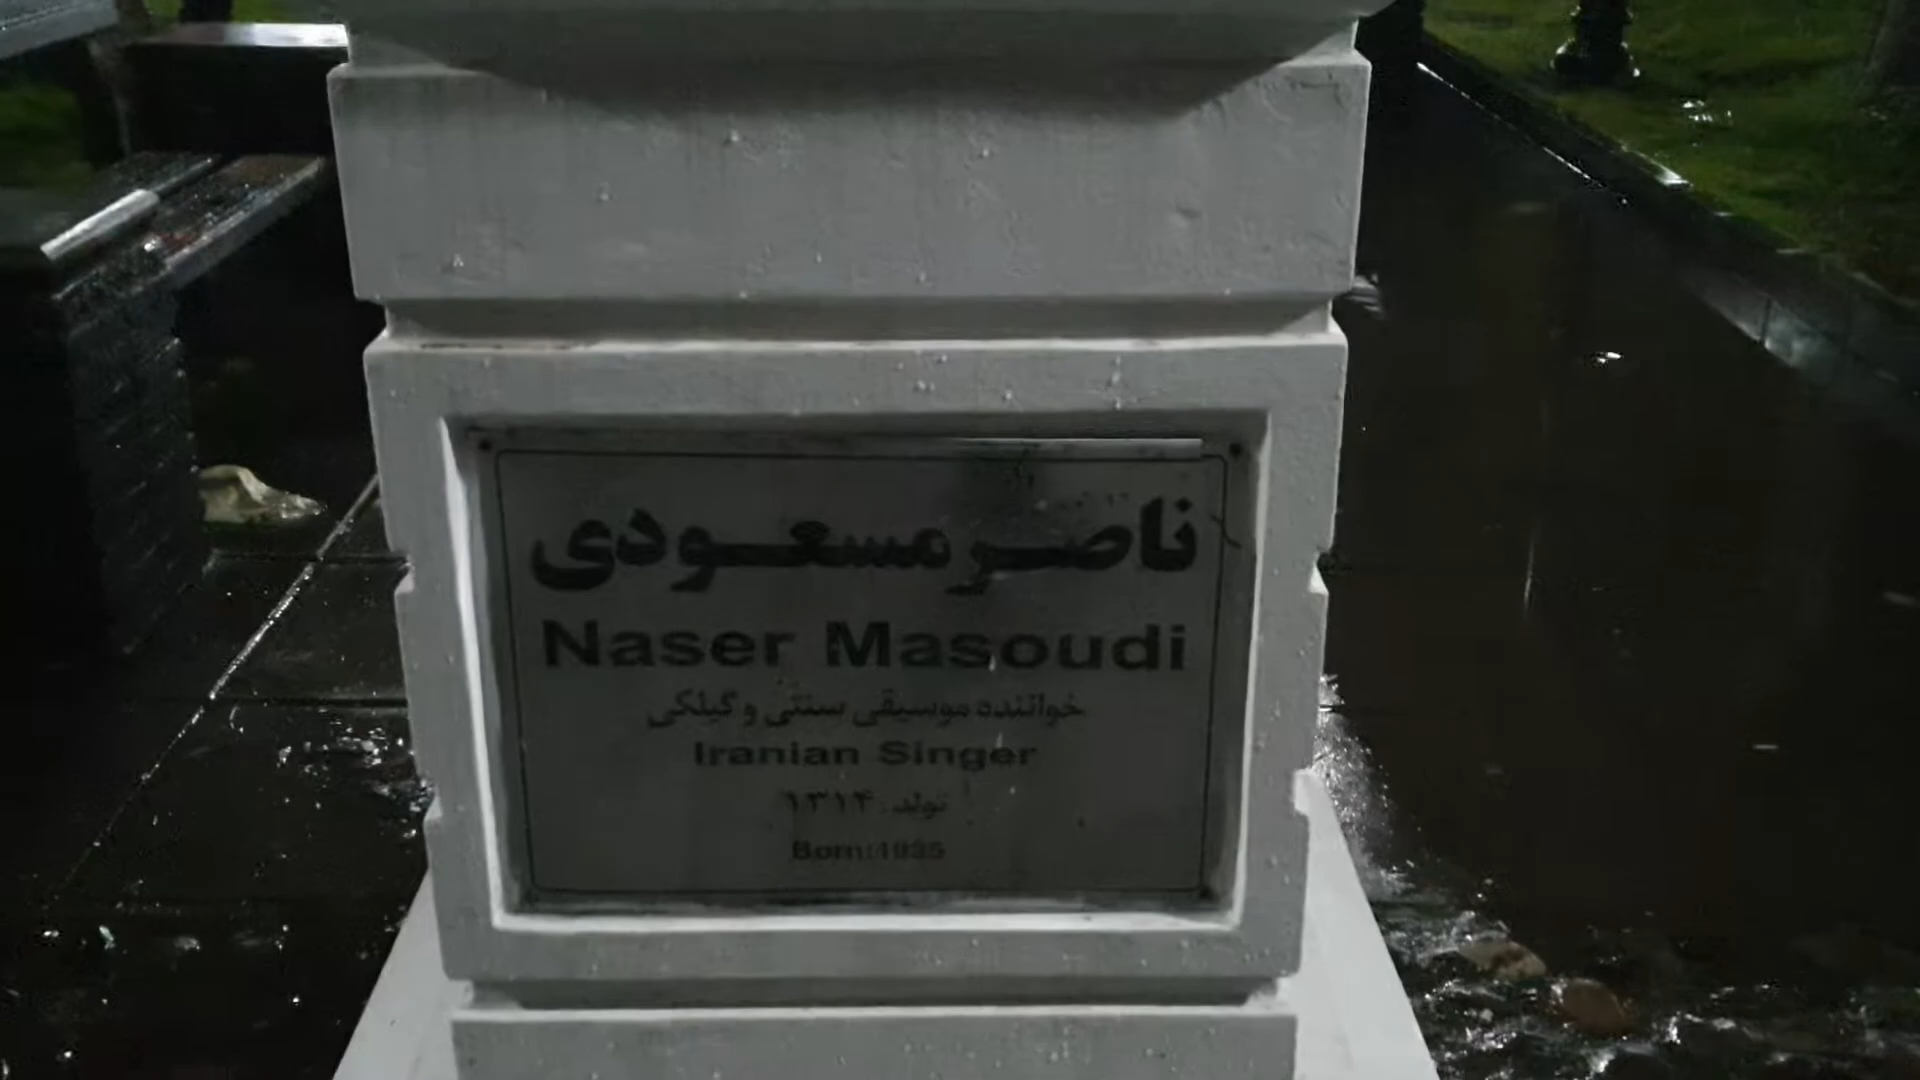 ناصر مسعودی
Naser Masoudi
خواننده موسیقی سنتی و گیلکی
Iranian Singer
تولد : ۱۳۱۴
Born:1935